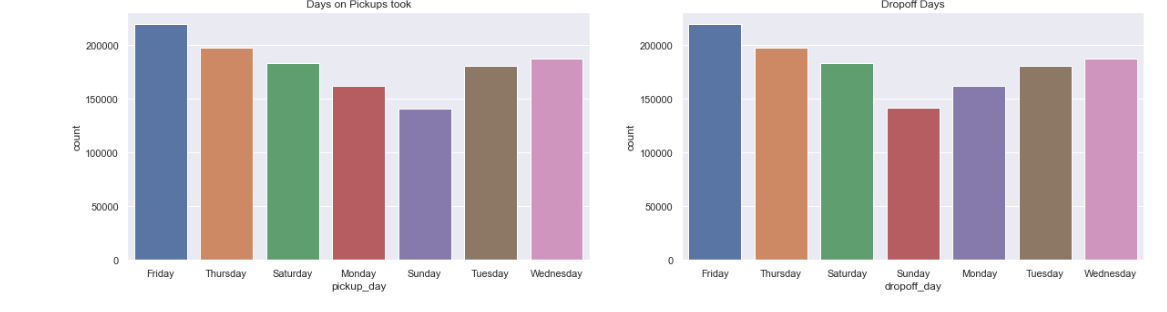 Days on Pickups took
200000
150000
100000
50000
0
count
Friday Thursday Saturday Monday Sunday Tuesday Wednesday
pickup_day
Dropoff Days
200000
150000
100000
50000
0
count
Friday Thursday Saturday Sunday Monday Tuesday Wednesday
dropoff_day